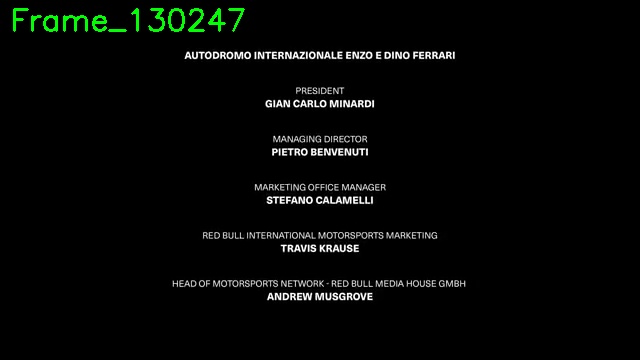 Frame_130247
AUTODROMO INTERNAZIONALE ENZO E DINO FERRARI
PRESIDENT
GIAN CARLO MINARDI
MANAGING DIRECTOR
PIETRO BENVENUTI
MARKETING OFFICE MANAGER
STEFANO CALAMELLI
RED BULL INTERNATIONAL MOTORSPORTS MARKETING
TRAVIS KRAUSE
HEAD OF MOTORSPORTS NETWORK - RED BULL MEDIA HOUSE GMBH
ANDREW MUSGROVE